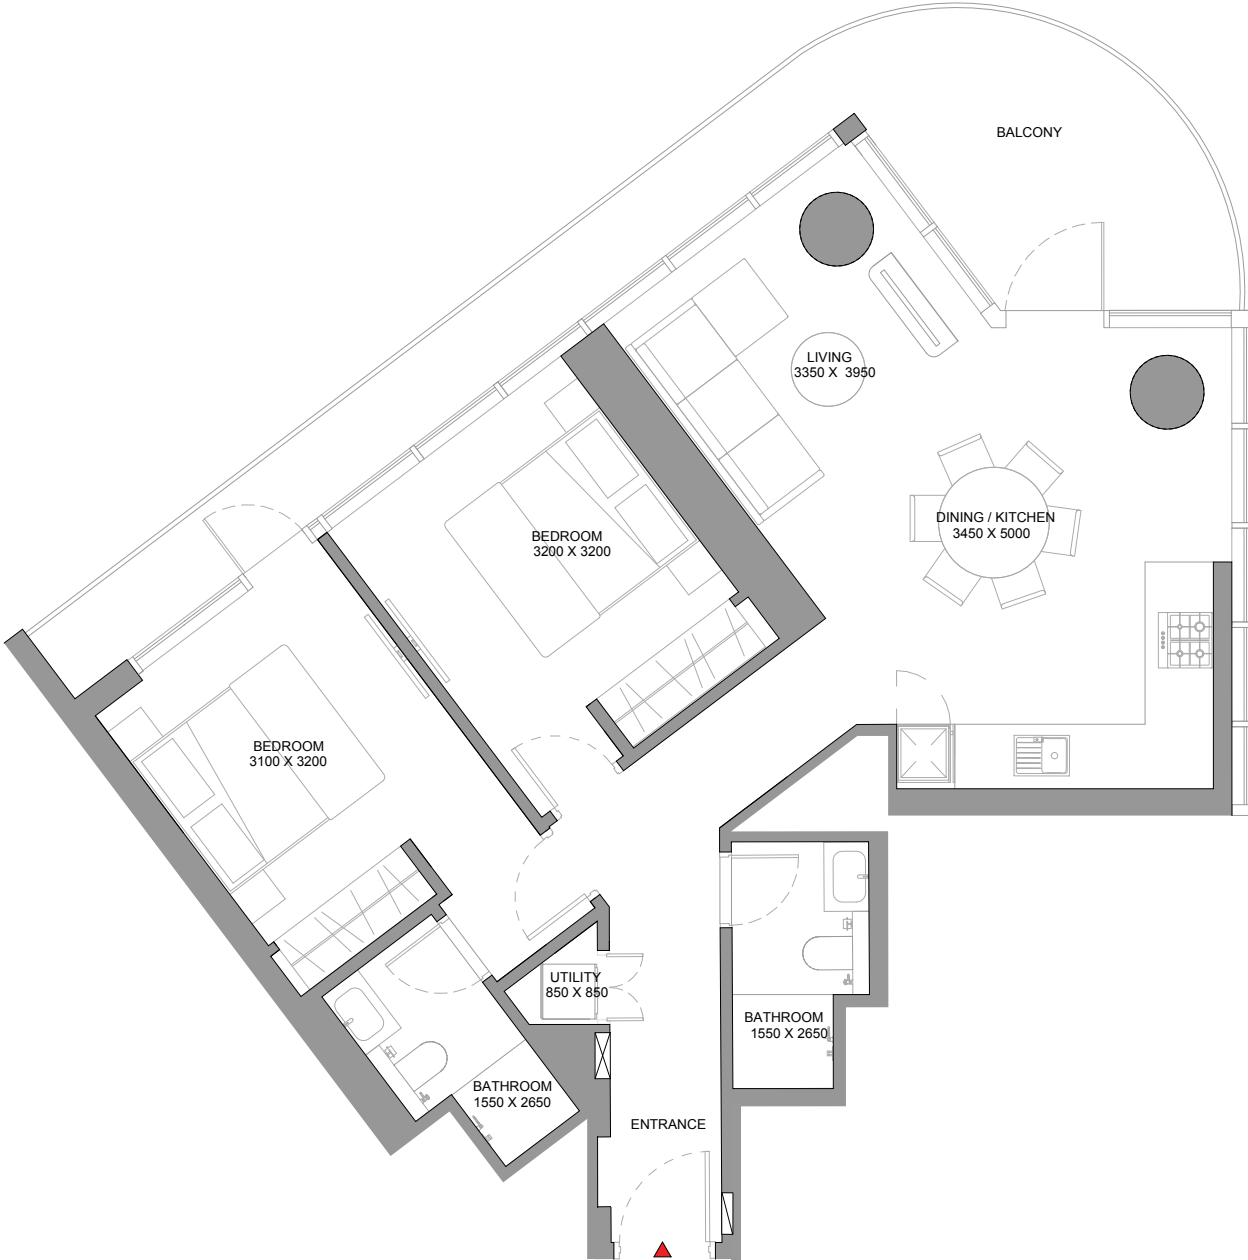 BALCONY
LIVING
3350 X 3950
DINING / KITCHEN
3450 X 5000
BEDROOM
3200 X 3200
BEDROOM
3100 X 3200
UTILITY
850 X 850
BATHROOM
1550 X 2650
BATHROOM
1550 X 2650
ENTRANCE